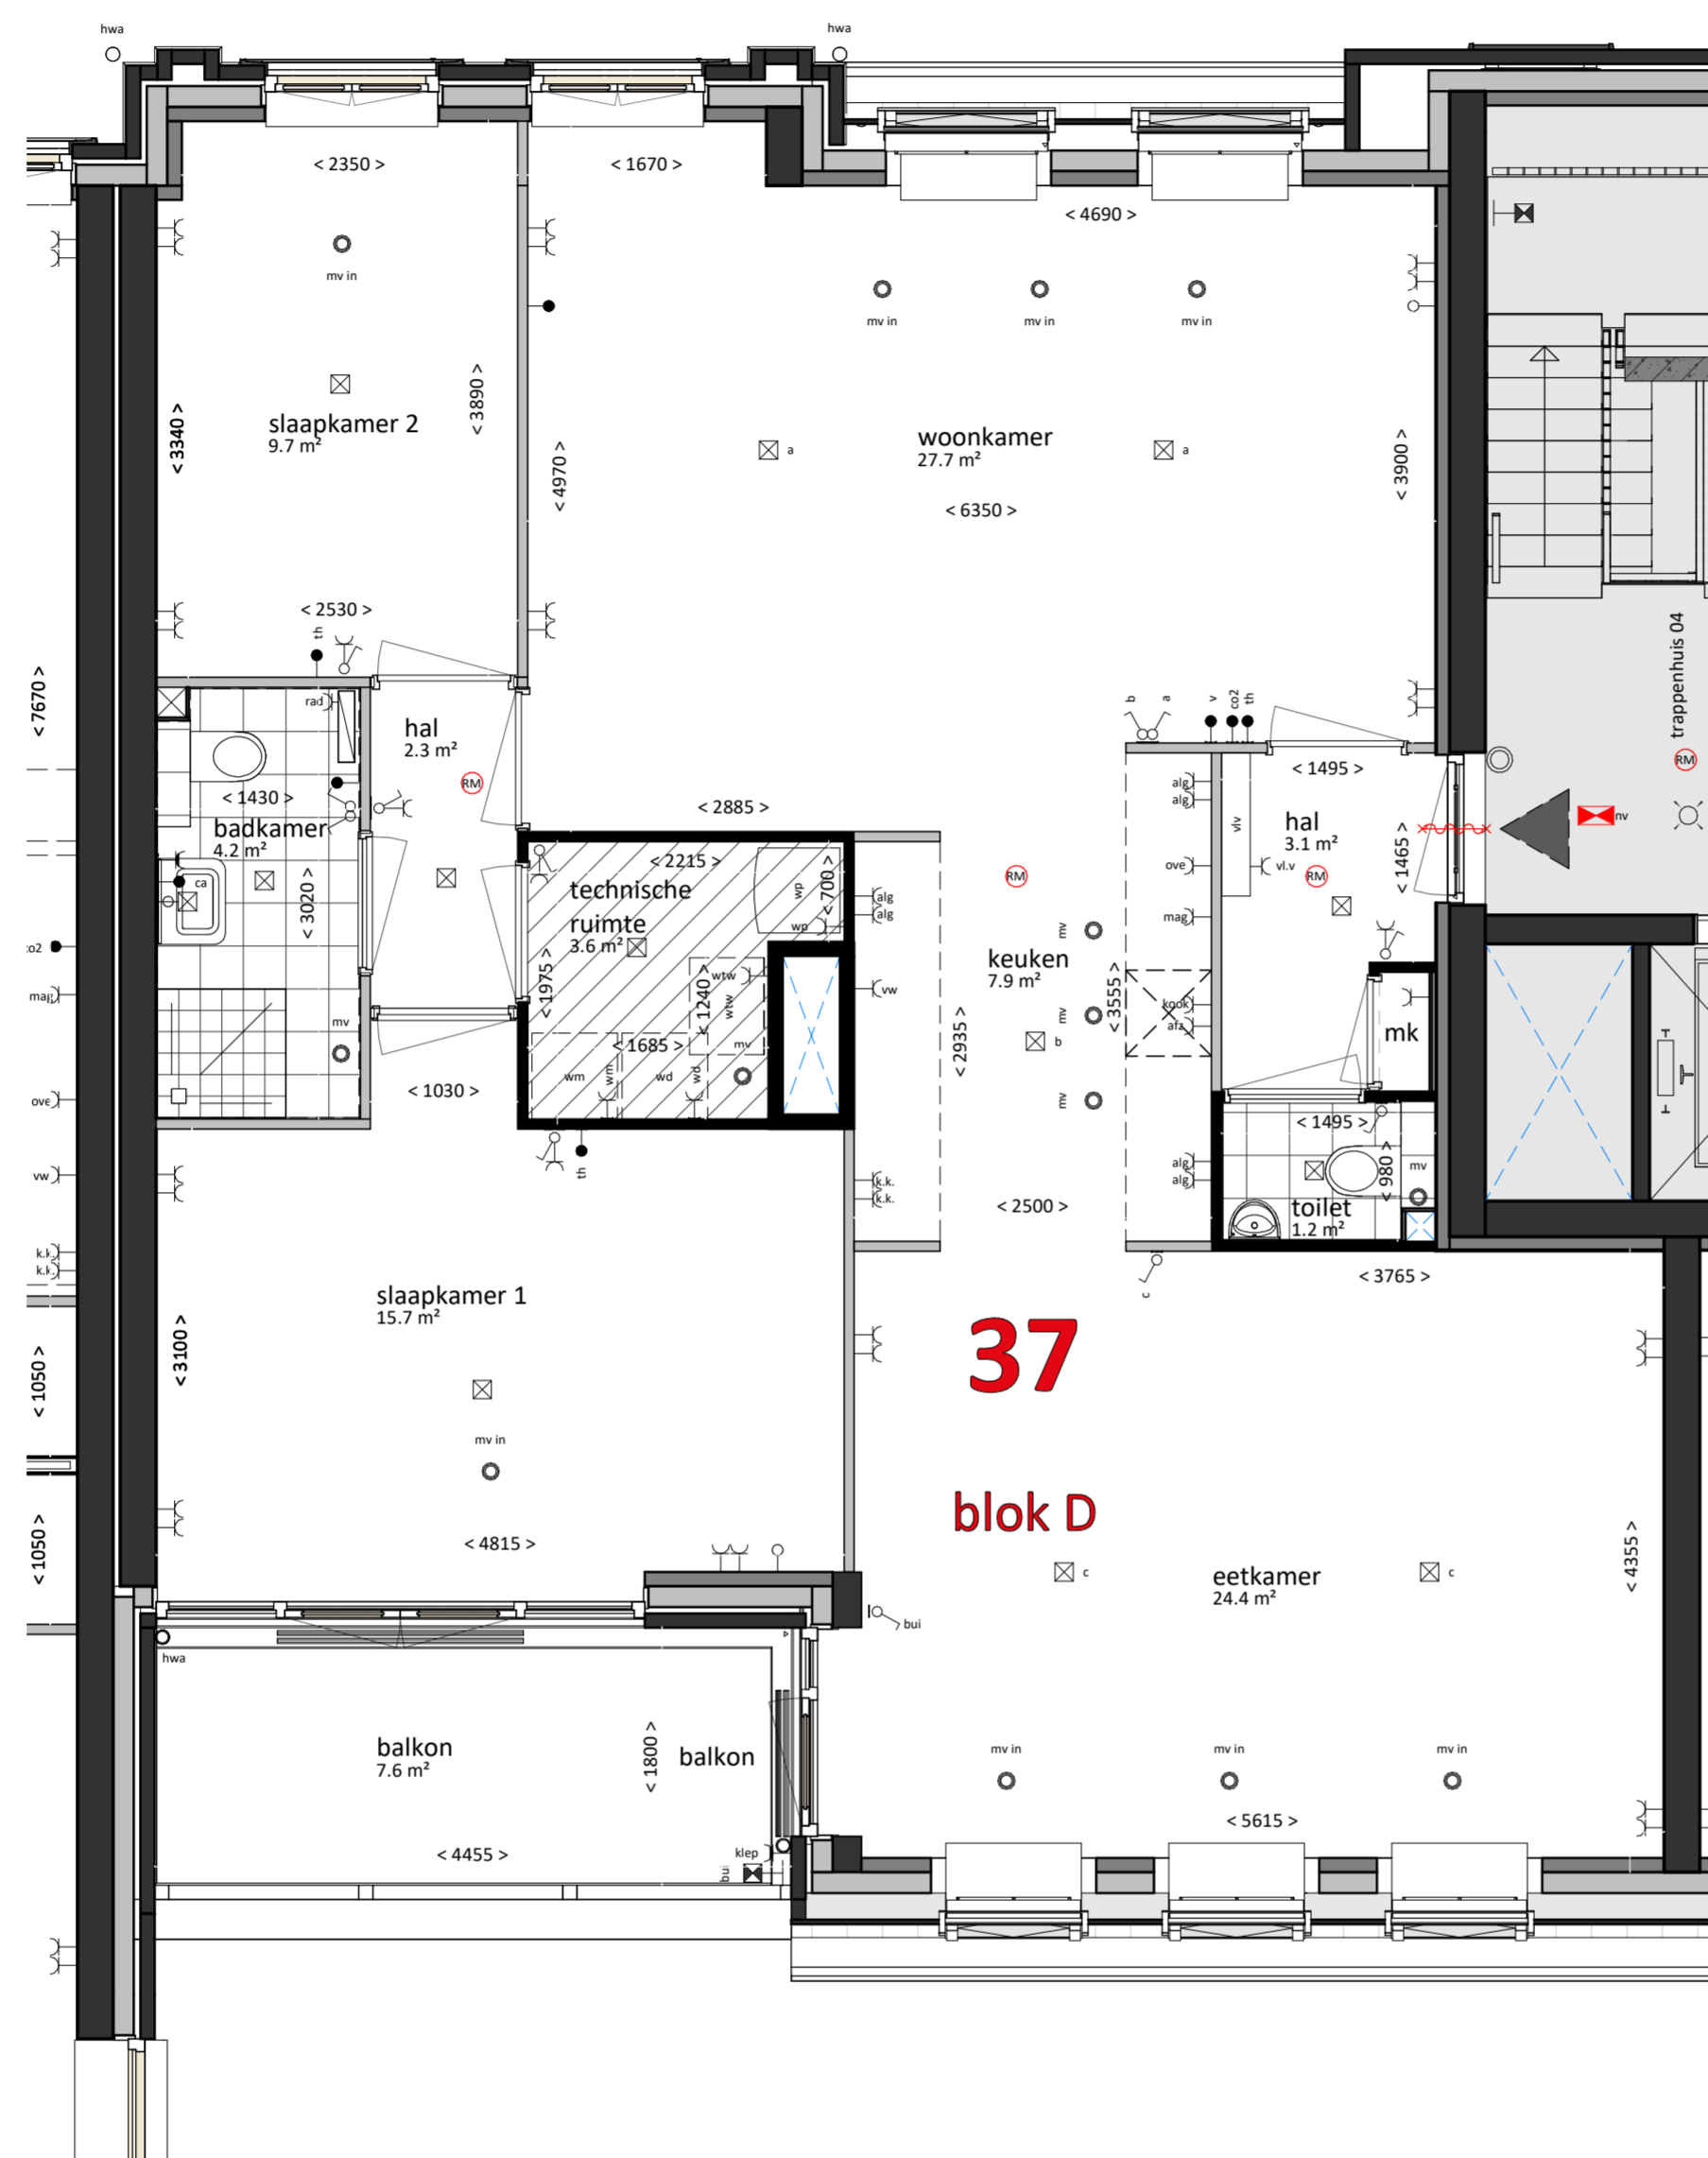 hwa
hwa
< 2350 >
< 1670 >
< 4690 >
mv in
mv in
mv in
mv in
< 3340 >
< 3890 >
slaapkamer 2
9.7 m²
< 4970 >
a
woonkamer
27.7 m²
a
< 3900 >
< 6350 >
< 2530 >
th
trappenhuis 04
< 7670 >
rad
hal
2.3 m²
RM
b
a
v
co2
th
RM
< 1495 >
< 1430 >
badkamer
4.2 m²
< 2885 >
alg
alg
vlv
hal
3.1 m²
< 1465 >
nv
< 2215 >
technische
ruimte
3.6 m²
wp
wp
< 700 >
alg
alg
RM
ove
vl.v
RM
ca
< 3020 >
mag
mv
co2
mag
< 1975 >
wtw
wtw
< 1240 >
vw
keuken
7.9 m²
mv
< 3555 >
kook
afz
mk
mv
< 1685 >
mv
< 2935 >
b
wm
wm
wd
wd
< 1030 >
mv
ove
< 1495 >
vw
th
k.k.
k.k.
alg
alg
< 980 >
mv
toilet
1.2 m²
< 2500 >
k.k.
k.k.
c
< 3765 >
slaapkamer 1
15.7 m²
< 3100 >
37
< 1050 >
mv in
blok D
< 1050 >
< 4815 >
c
eetkamer
24.4 m²
c
< 4355 >
bui
hwa
balkon
7.6 m²
< 1800 >
balkon
mv in
mv in
mv in
< 5615 >
< 4455 >
klep
bui